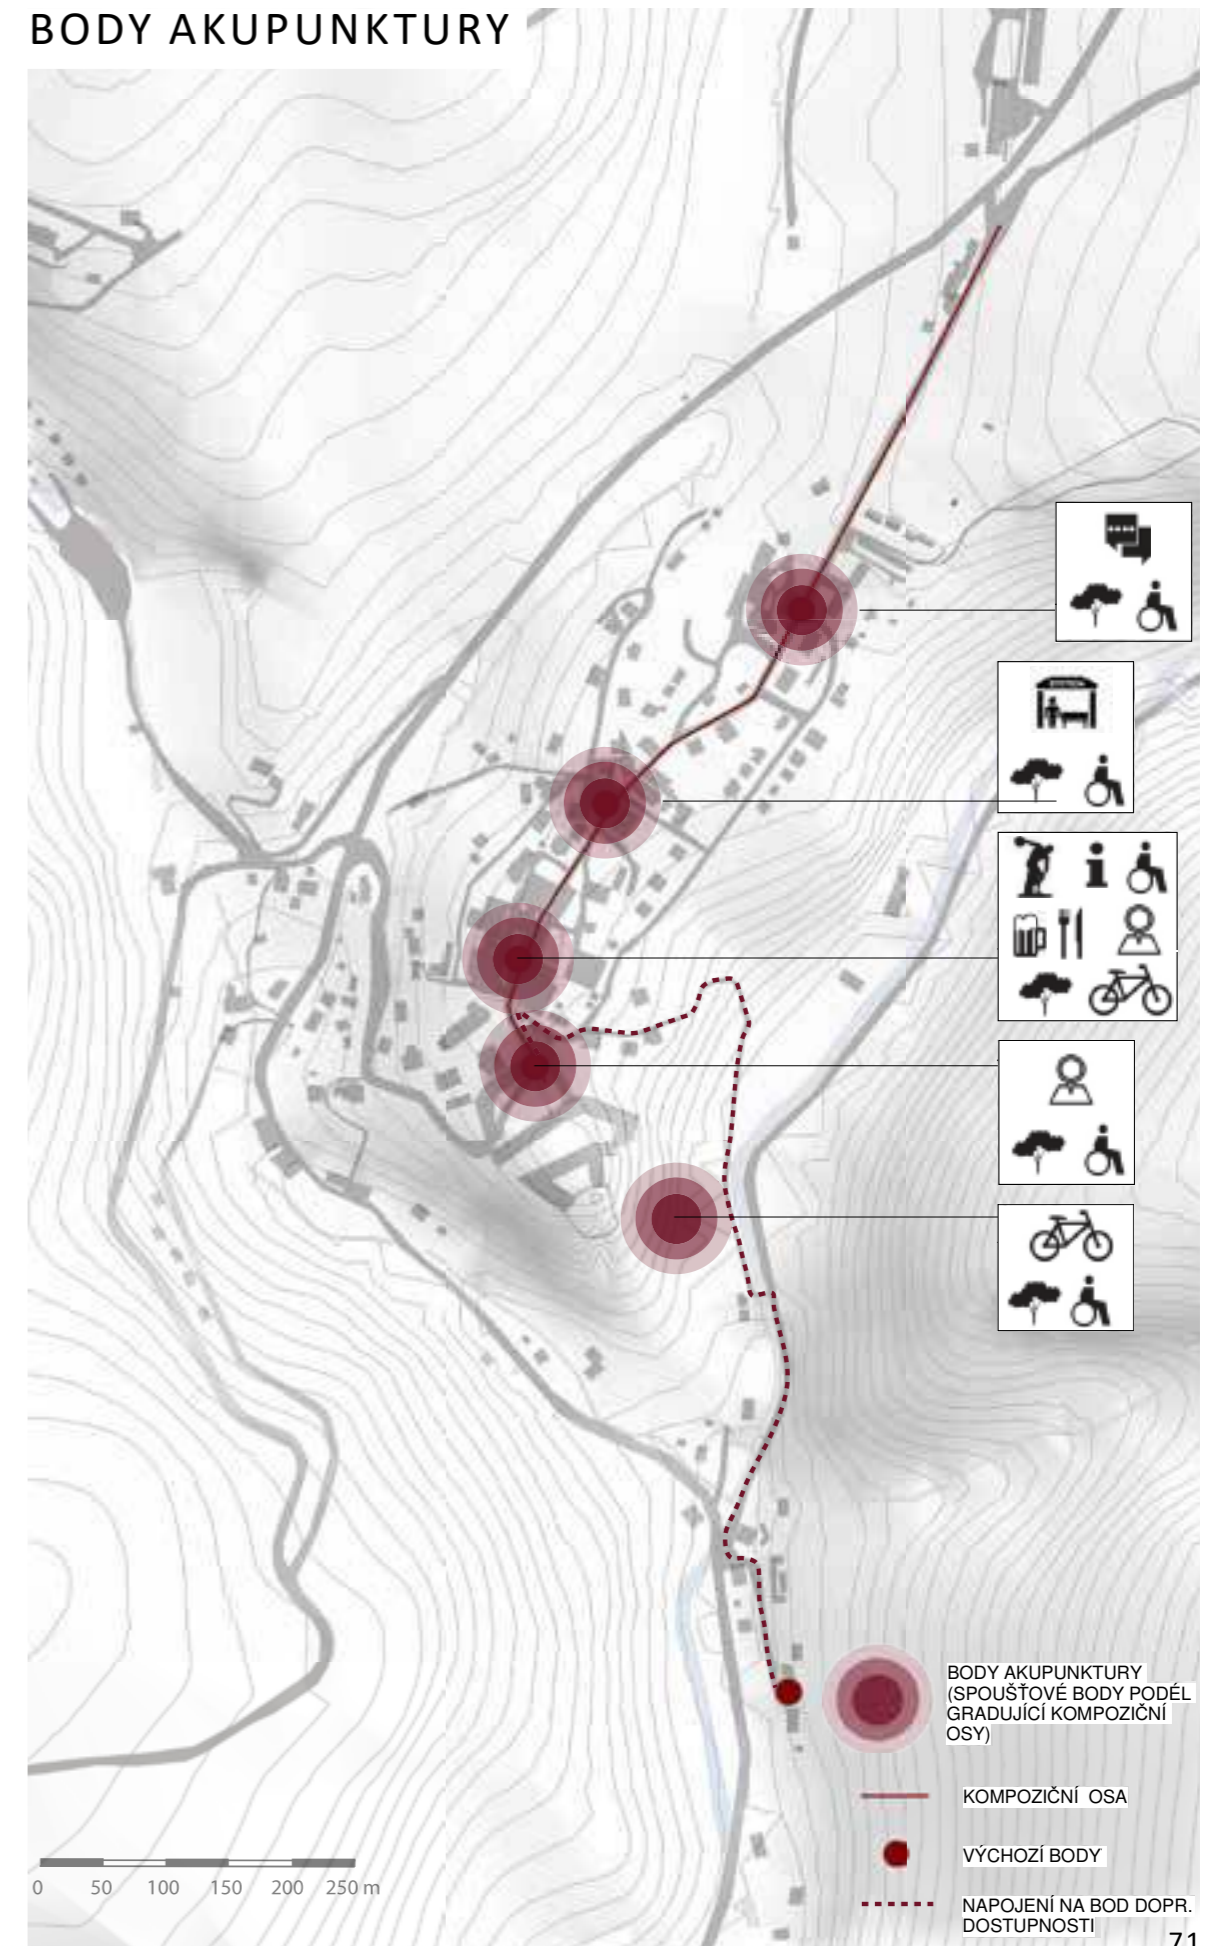 BODY AKUPUNKTURY
BODY AKUPUNKTURY
(SPOUŠŤOVÉ BODY PODÉL
GRADUJÍCÍ KOMPOZIČNÍ
OSY)
KOMPOZIČNÍ OSA
VÝCHOZÍ BODY
NAPOJENÍ NA BOD DOPR.
DOSTUPNOSTI
0 50 100 150 200 250 m
71